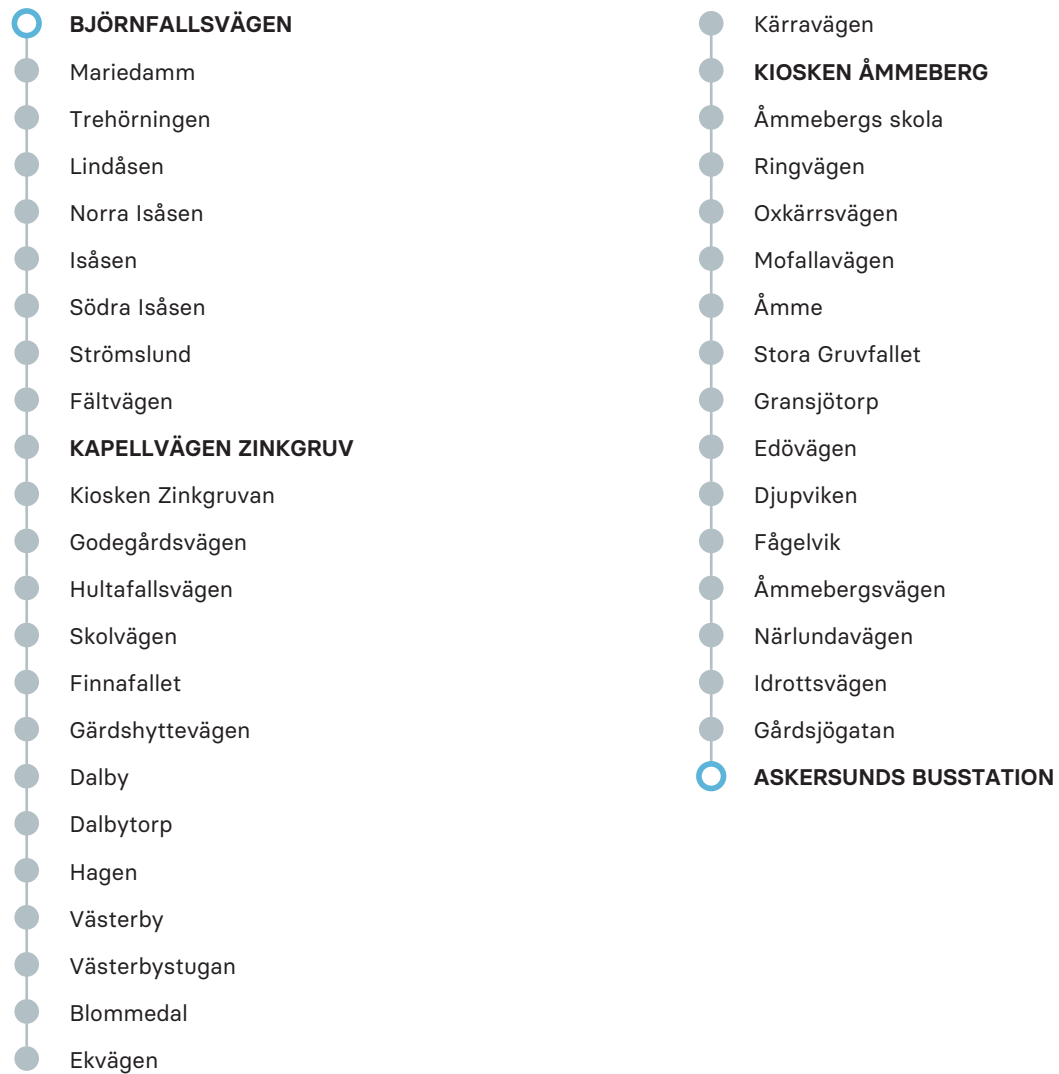 BJÖRNFALLSVÄGEN
Mariedamm
Trehörningen
Lindåsen
Norra Isåsen
Isåsen
Södra Isåsen
Strömslund
Fältvägen
KAPELLVÄGEN ZINKGRUV
Kiosken Zinkgruvan
Godegårdsvägen
Hultafallsvägen
Skolvägen
Finnafallet
Gärdshyttevägen
Dalby
Dalbytorp
Hagen
Västerby
Västerbystugan
Blommedal
Ekvägen
Kärravägen
KIOSKEN ÅMMEBERG
Åmmebergs skola
Ringvägen
Oxkärrsvägen
Mofallavägen
Åmme
Stora Gruvfallet
Gransjötorp
Edövägen
Djupviken
Fågelvik
Åmmebergsvägen
Närlundavägen
Idrottsvägen
Gårdsjögatan
ASKERSUNDS BUSSTATION